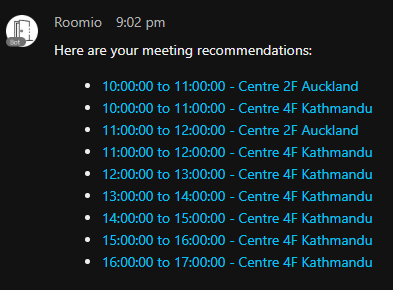 Roomio 9:02 pm
Bot
Here are your meeting recommendations:
10:00:00 to 11:00:00 - Centre 2F Auckland
10:00:00 to 11:00:00 - Centre 4F Kathmandu
11:00:00 to 12:00:00 - Centre 2F Auckland
11:00:00 to 12:00:00 - Centre 4F Kathmandu
12:00:00 to 13:00:00 - Centre 4F Kathmandu
13:00:00 to 14:00:00 - Centre 4F Kathmandu
14:00:00 to 15:00:00 - Centre 4F Kathmandu
15:00:00 to 16:00:00 - Centre 4F Kathmandu
16:00:00 to 17:00:00 - Centre 4F Kathmandu